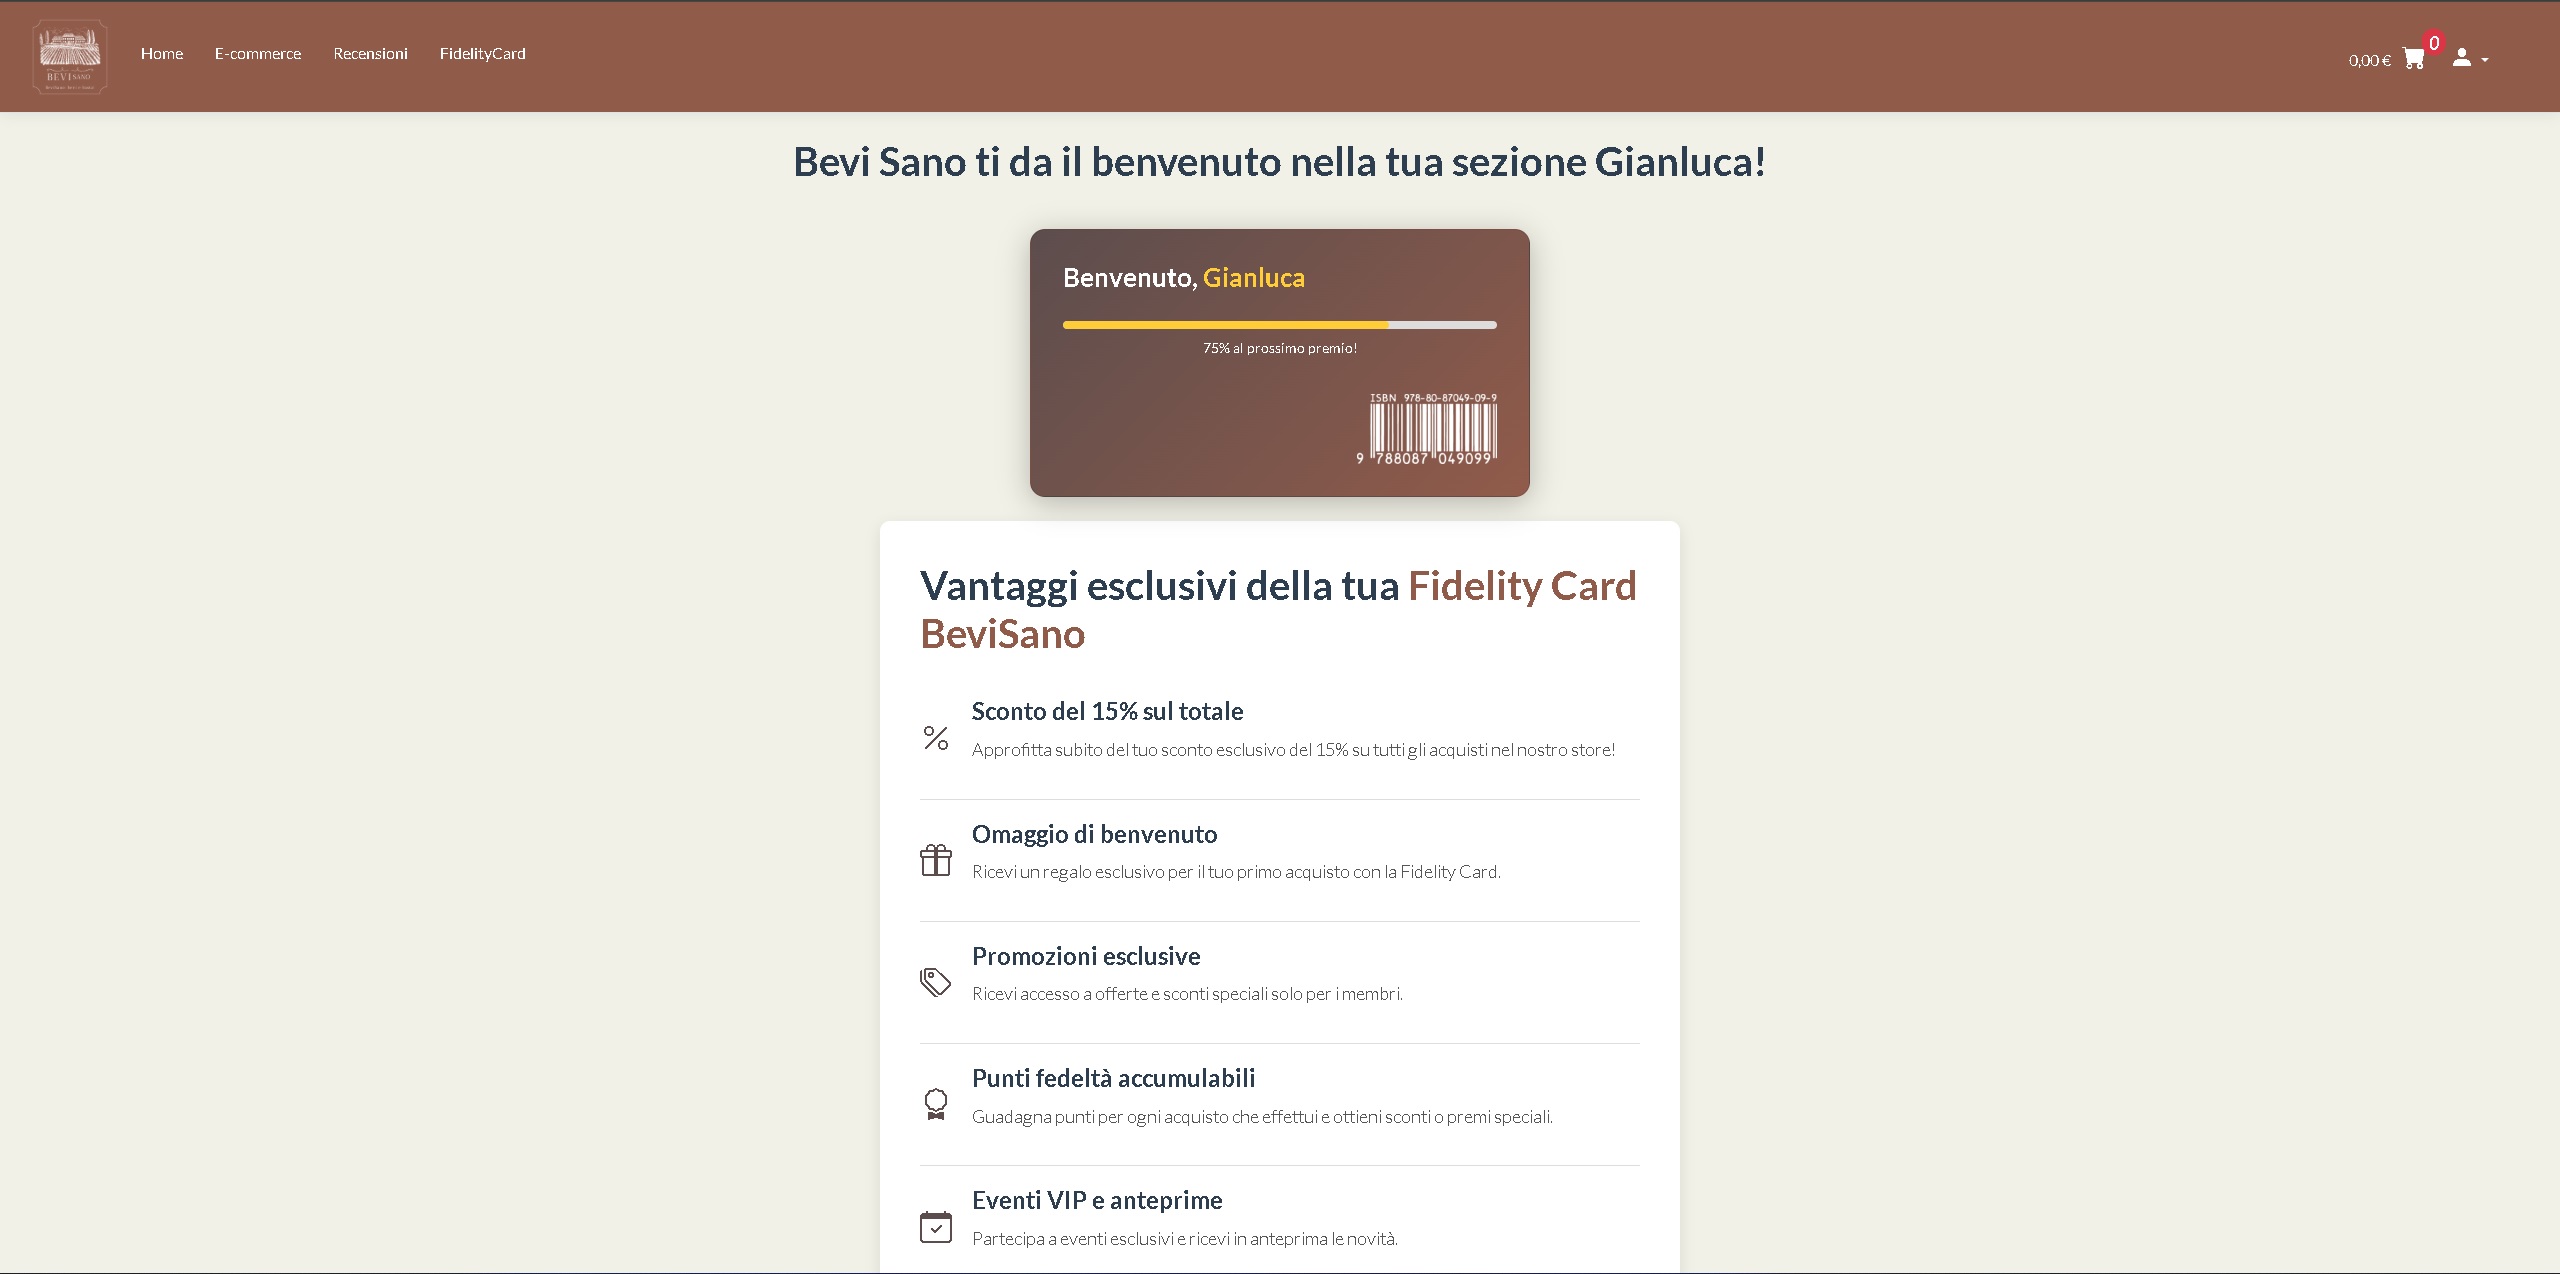 BEVI SANO
Home
E-commerce
Recensioni
FidelityCard
0,00 €
0
Bevi Sano ti da il benvenuto nella tua sezione Gianluca!
Benvenuto, Gianluca
75% al prossimo premio!
ISBN 978-80-87049-09-9
9 788087 049099
Vantaggi esclusivi della tua Fidelity Card
BeviSano
Sconto del 15% sul totale
Approfitta subito del tuo sconto esclusivo del 15% su tutti gli acquisti nel nostro store!
Omaggio di benvenuto
Ricevi un regalo esclusivo per il tuo primo acquisto con la Fidelity Card.
Promozioni esclusive
Ricevi accesso a offerte e sconti speciali solo per i membri.
Punti fedeltà accumulabili
Guadagna punti per ogni acquisto che effettui e ottieni sconti o premi speciali.
Eventi VIP e anteprime
Partecipa a eventi esclusivi e ricevi in anteprima le novità.